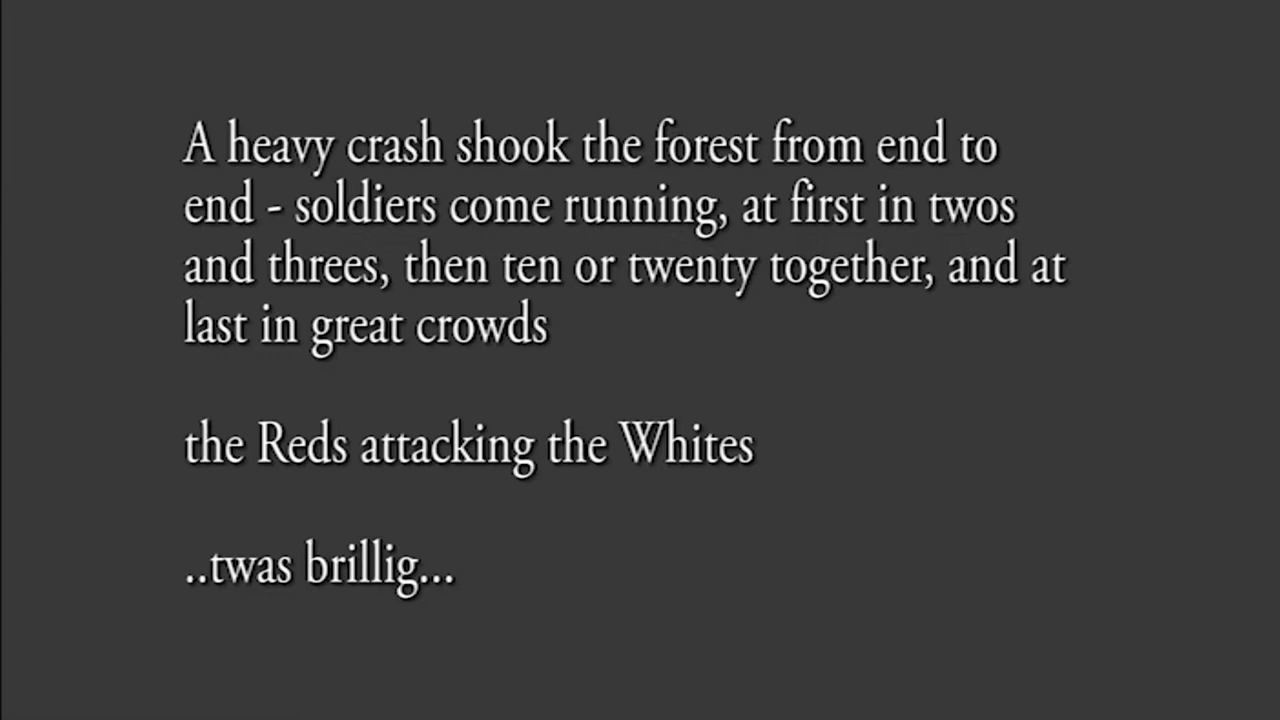 A heavy crash shook the forest from end to
end - soldiers come running, at first in twos
and threes, then ten or twenty together, and at
last in great crowds
the Reds attacking the Whites
..twas brillig...